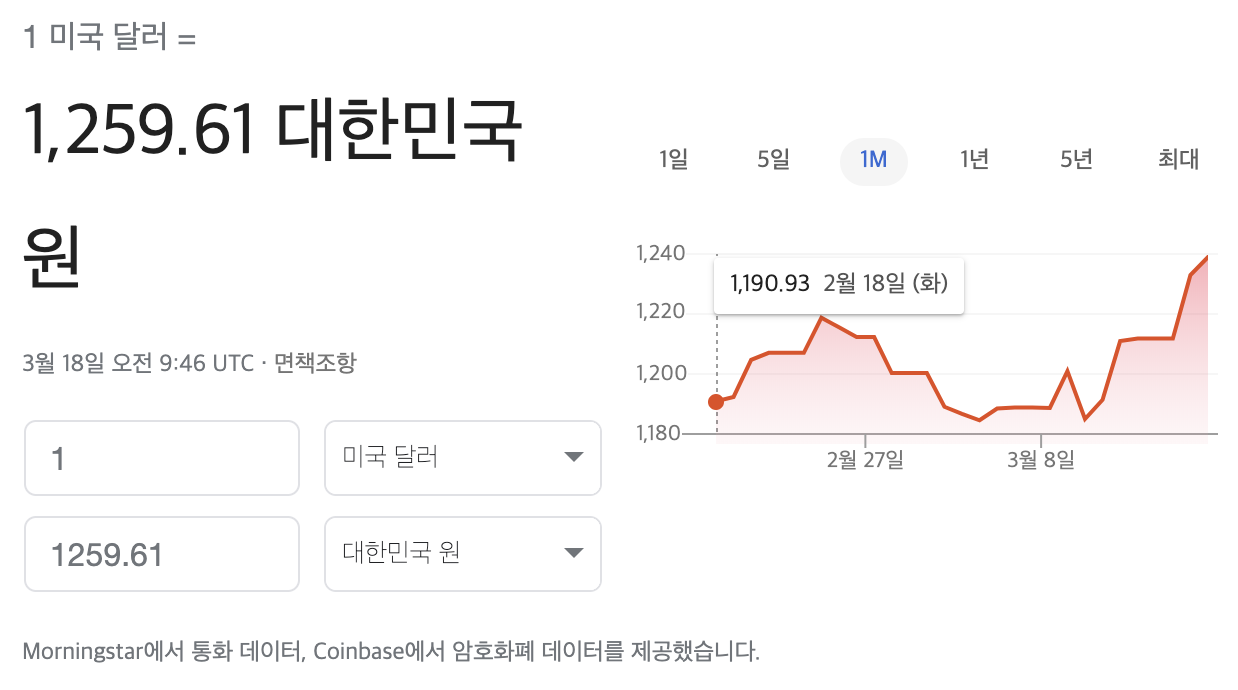 1 미국 달러 =
1,259.61 대한민국
원
3월 18일 오전 9:46 UTC · 면책조항
1 미국 달러
1259.61 대한민국 원
1일 5일 1M 1년 5년 최대
1,240
1,190.93 2월 18일 (화)
1,220
1,200
1,180
2월 27일 3월 8일
Morningstar에서 통화 데이터, Coinbase에서 암호화폐 데이터를 제공했습니다.